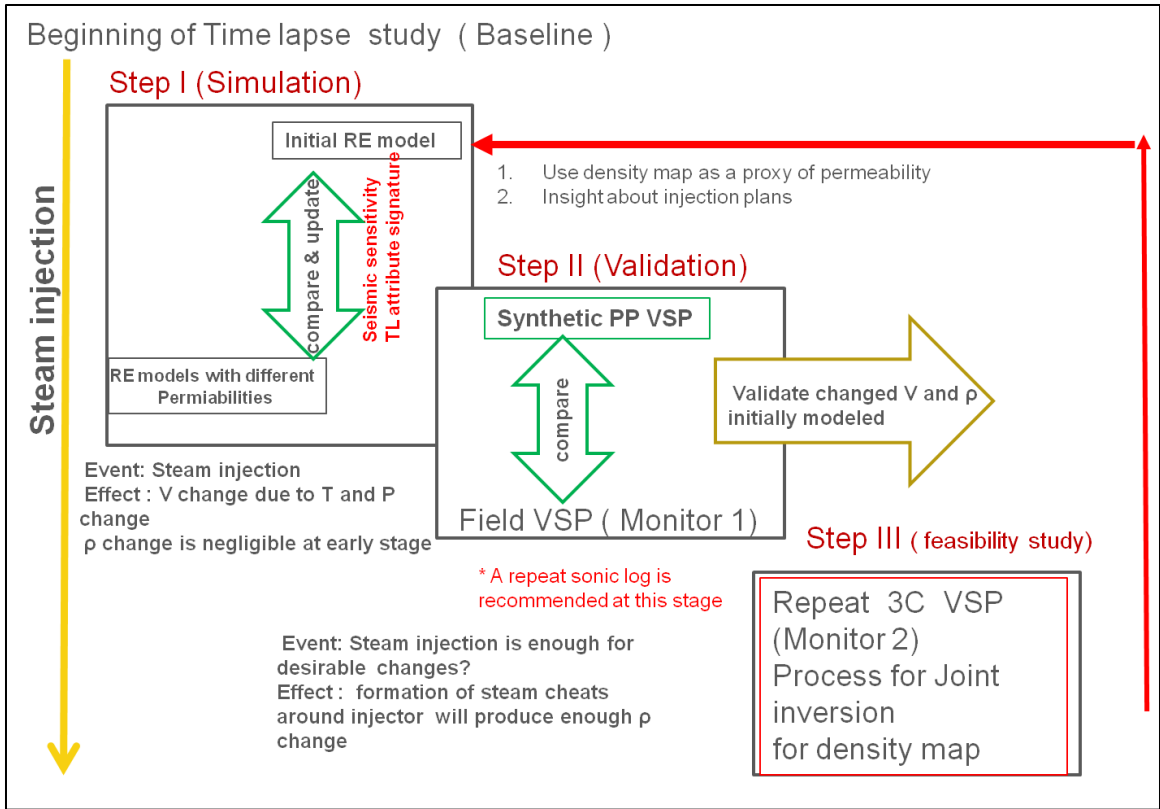 Beginning of Time lapse study ( Baseline )
Steam injection
Step I (Simulation)
Initial RE model
compare & update
Seismic sensitivity
TL attribute signature
RE models with different
Permiabilities
1. Use density map as a proxy of permeability
2. Insight about injection plans
Event: Steam injection
Effect : V change due to T and P
change
ρ change is negligible at early stage
Step II (Validation)
Synthetic PP VSP
compare
Field VSP ( Monitor 1)
Validate changed V and ρ
initially modeled
* A repeat sonic log is
recommended at this stage
Event: Steam injection is enough for
desirable changes?
Effect : formation of steam cheats
around injector will produce enough ρ
change
Step III ( feasibility study)
Repeat 3C VSP
(Monitor 2)
Process for Joint
inversion
for density map